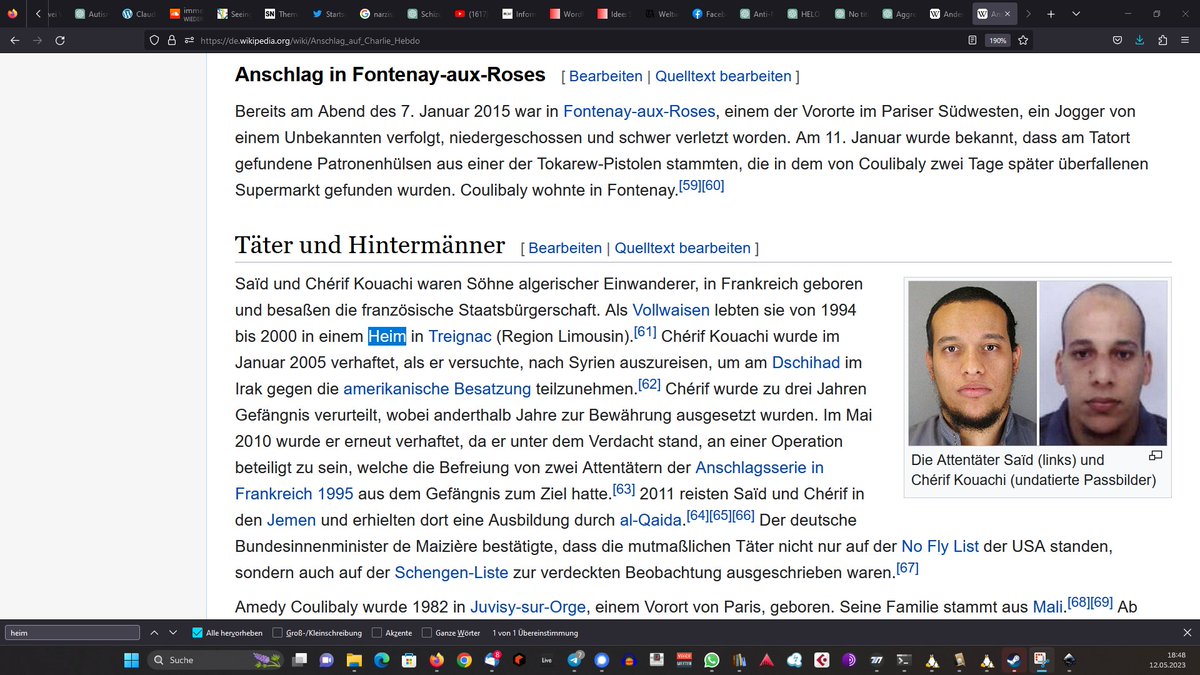 Autisr
Claud
imme
WIEDER
Seeing
SN Them
Starts
narzis
Schiz
(1617
Inform
Word
Idee
Welt
Face
Anti-
HELO
No tit
Aggre
Ande
https://de.wikipedia.org/wiki/Anschlag_auf_Charlie_Hebdo
190%
Anschlag in Fontenay-aux-Roses [ Bearbeiten | Quelltext bearbeiten ]
Bereits am Abend des 7. Januar 2015 war in Fontenay-aux-Roses, einem der Vororte im Pariser Südwesten, ein Jogger von
einem Unbekannten verfolgt, niedergeschossen und schwer verletzt worden. Am 11. Januar wurde bekannt, dass am Tatort
gefundene Patronenhülsen aus einer der Tokarew-Pistolen stammten, die in dem von Coulibaly zwei Tage später überfallenen
Supermarkt gefunden wurden. Coulibaly wohnte in Fontenay.[59][60]
Täter und Hintermänner [ Bearbeiten | Quelltext bearbeiten ]
Saïd und Chérif Kouachi waren Söhne algerischer Einwanderer, in Frankreich geboren
und besaßen die französische Staatsbürgerschaft. Als Vollwaisen lebten sie von 1994
bis 2000 in einem Heim in Treignac (Region Limousin).[61] Chérif Kouachi wurde im
Januar 2005 verhaftet, als er versuchte, nach Syrien auszureisen, um am Dschihad im
Irak gegen die amerikanische Besatzung teilzunehmen.[62] Chérif wurde zu drei Jahren
Gefängnis verurteilt, wobei anderthalb Jahre zur Bewährung ausgesetzt wurden. Im Mai
2010 wurde er erneut verhaftet, da er unter dem Verdacht stand, an einer Operation
beteiligt zu sein, welche die Befreiung von zwei Attentätern der Anschlagsserie in
Frankreich 1995 aus dem Gefängnis zum Ziel hatte.[63] 2011 reisten Saïd und Chérif in
den Jemen und erhielten dort eine Ausbildung durch al-Qaida.[64][65][66] Der deutsche
Bundesinnenminister de Maizière bestätigte, dass die mutmaßlichen Täter nicht nur auf der No Fly List der USA standen,
sondern auch auf der Schengen-Liste zur verdeckten Beobachtung ausgeschrieben waren.[67]
Die Attentäter Saïd (links) und
Chérif Kouachi (undatierte Passbilder)
Amedy Coulibaly wurde 1982 in Juvisy-sur-Orge, einem Vorort von Paris, geboren. Seine Familie stammt aus Mali.[68][69] Ab
heim
Alle hervorheben
Groß-/Kleinschreibung
Akzente
Ganze Wörter
1 von 1 Übereinstimmung
Suche
Live
18:48
12.05.2023